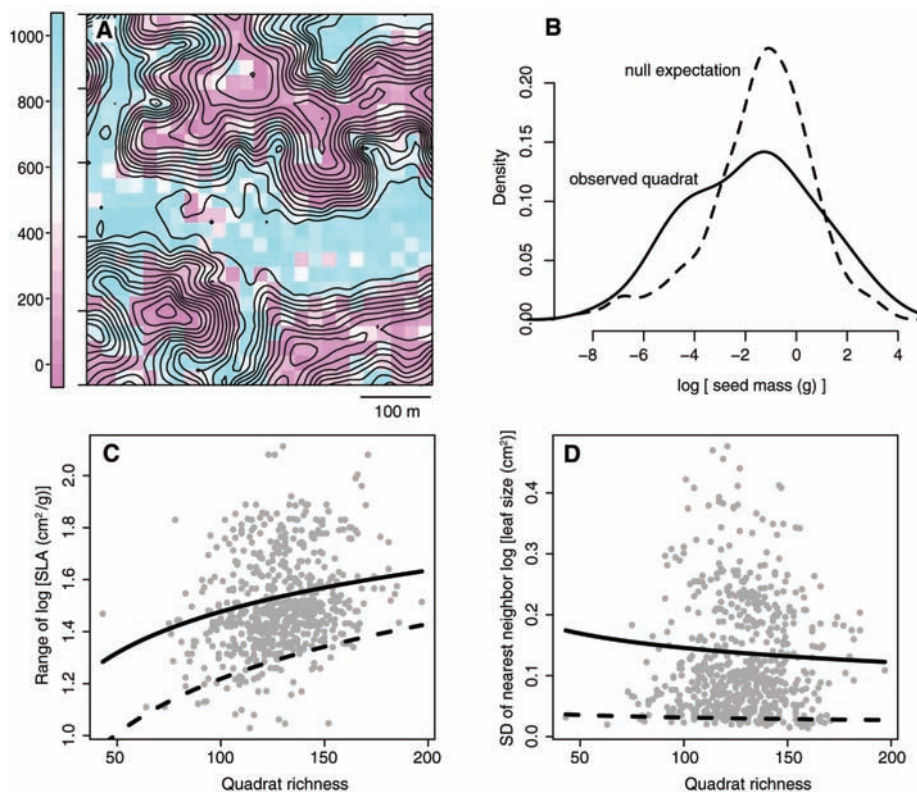 A
1000
800
600
400
200
0
100 m
B
null expectation
observed quadrat
Density
0.00 0.05 0.10 0.15 0.20
-8 -6 -4 -2 0 2 4
log [ seed mass (g) ]
C
Range of log [SLA (cm²/g)]
1.0 1.2 1.4 1.6 1.8 2.0
50 100 150 200
Quadrat richness
D
SD of nearest neighbor log [leaf size (cm²)]
0.0 0.1 0.2 0.3 0.4
50 100 150 200
Quadrat richness